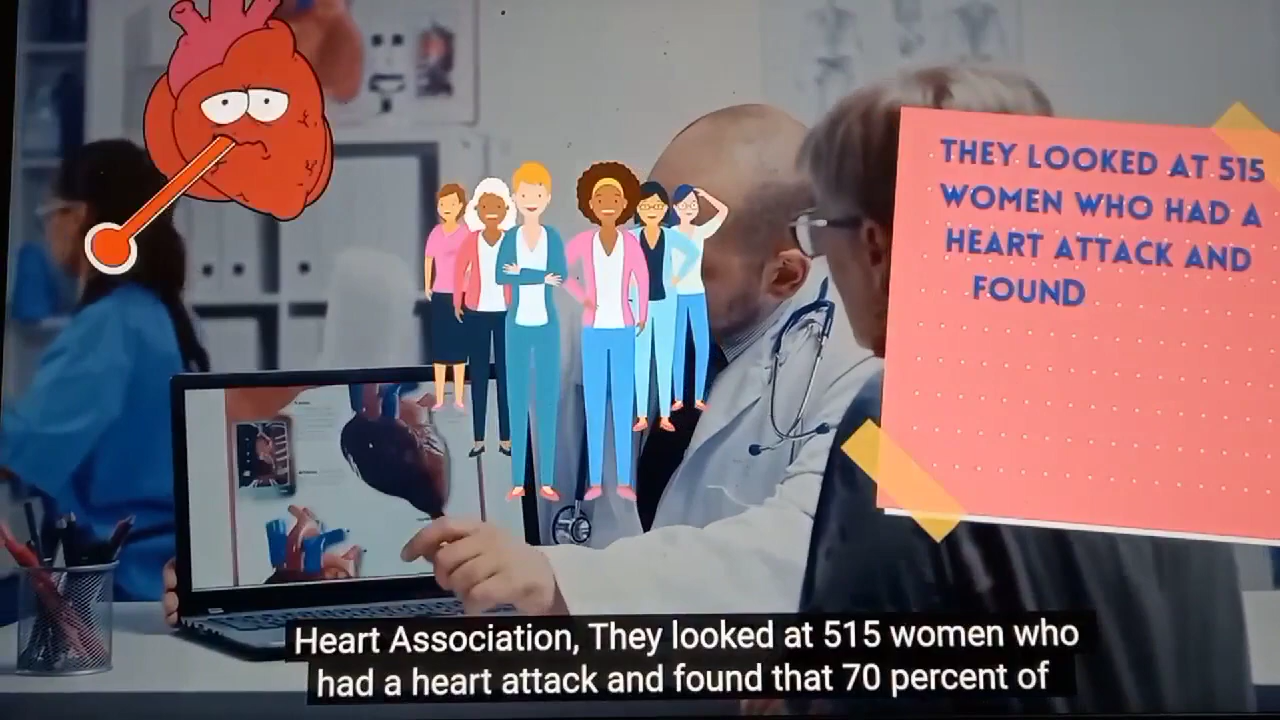 THEY LOOKED AT 515
WOMEN WHO HAD A
HEART ATTACK AND
FOUND
Heart Association, They looked at 515 women who
had a heart attack and found that 70 percent of